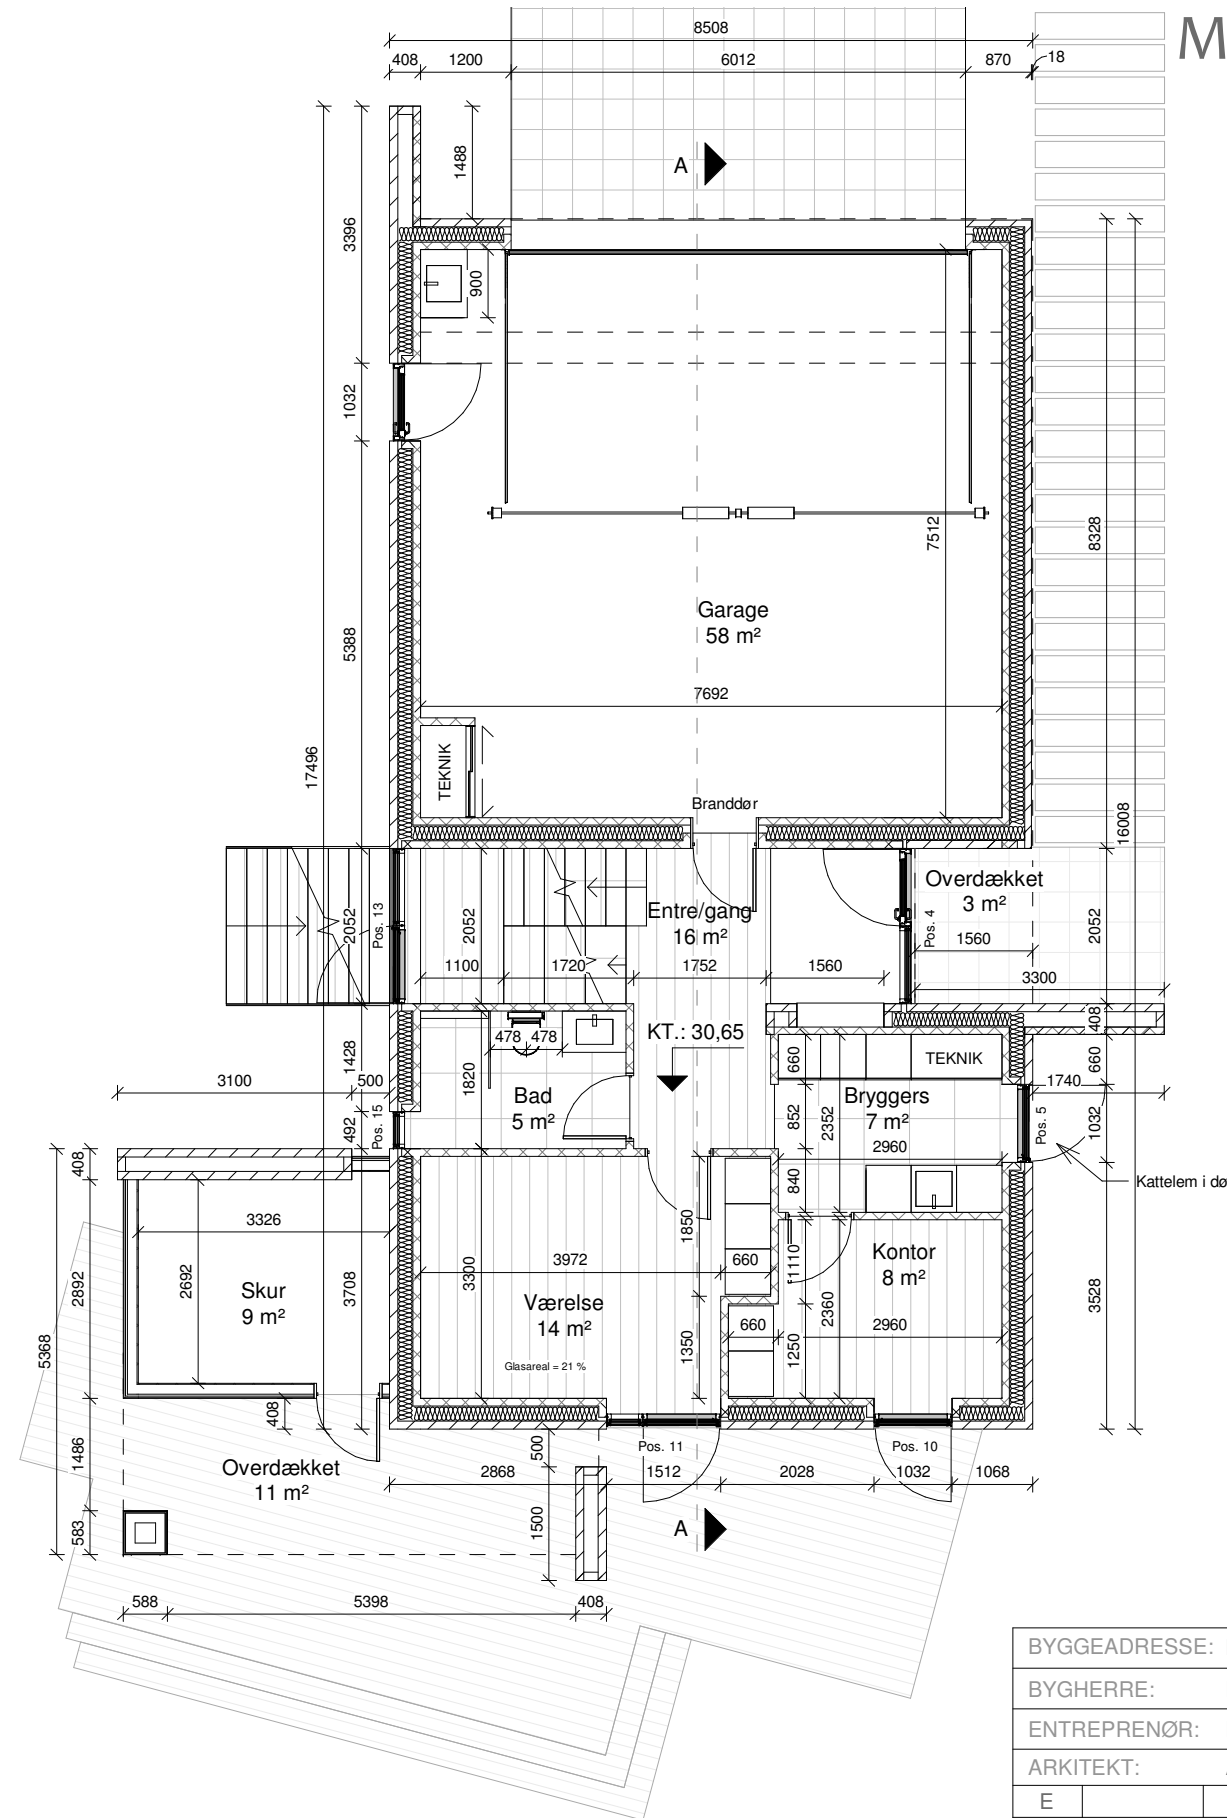 8508
M
408 1200 6012 870 18
A
1488
3396
900
1032
7512
8328
Garage
58 m²
5388
7692
17496
TEKNIK
Branddør
16008
Overdækket
3 m²
Entre/gang
16 m²
2052
Pos. 13
2052
Pos. 4
1560
2052
1100 1720 1752 1560
3300
408
KT.: 30,65
478 478
660
TEKNIK
660
1428
1820
3100 500
1740
Bad
5 m²
Bryggers
7 m²
852
2352
492
Pos. 15
Pos. 5
1032
408
2960
840
Kattelem i dø
3326
1850
Kontor
8 m²
3972 660
1110
2892
2692
3708
3300
Skur
9 m²
Værelse
14 m²
2360
3528
5368
660
2960
1350
1250
Glasareal = 21 %
408
1486
500
Pos. 11
Pos. 10
Overdækket
11 m²
2868 1512 2028 1032 1068
583
1500
A
588 5398 408
BYGGEADRESSE:
BYGHERRE:
ENTREPRENØR:
ARKITEKT:
E